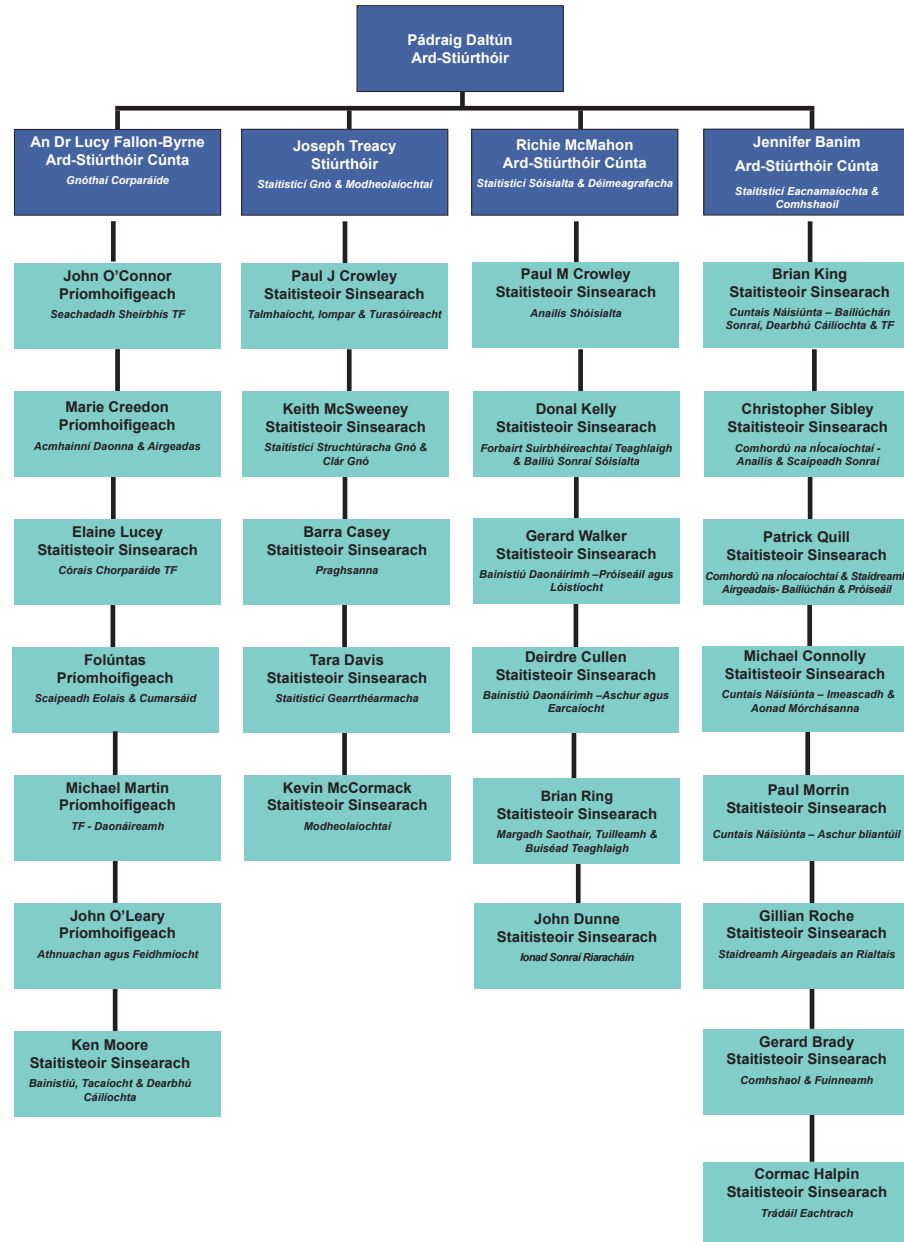 Pádraig Daltún
Ard-Stiúrthóir
An Dr Lucy Fallon-Byrne
Ard-Stiúrthóir Cúnta
Gnóthaí Corparáide
John O’Connor
Príomhoifigeach
Seachadadh Sheirbhís TF
Marie Creedon
Príomhoifigeach
Acmhainní Daonna & Airgeadas
Elaine Lucey
Staitisteoir Sinsearach
Córais Chorparáide TF
Folúntas
Príomhoifigeach
Scaipeadh Eolais & Cumarsáid
Michael Martin
Príomhoifigeach
TF - Daonáireamh
John O’Leary
Príomhoifigeach
Athnuachan agus Feidhmíocht
Ken Moore
Staitisteoir Sinsearach
Bainistiú, Tacaíocht & Dearbhú
Cáilíochta
Joseph Treacy
Stiúrthóir
Staitisticí Gnó & Modheolaíochtaí
Paul J Crowley
Staitisteoir Sinsearach
Talmhaíocht, Iompar & Turasóireacht
Keith McSweeney
Staitisteoir Sinsearach
Staitisticí Struchtúracha Gnó &
Clár Gnó
Barra Casey
Staitisteoir Sinsearach
Praghsanna
Tara Davis
Staitisteoir Sinsearach
Staitisticí Gearrthéarmacha
Kevin McCormack
Staitisteoir Sinsearach
Modheolaíochtaí
Richie McMahon
Ard-Stiúrthóir Cúnta
Staitisticí Sóisialta & Déimeagrafacha
Paul M Crowley
Staitisteoir Sinsearach
Anailís Shóisialta
Donal Kelly
Staitisteoir Sinsearach
Forbairt Suirbhéireachtaí Teaghlaigh
& Bailiú Sonraí Sóisialta
Gerard Walker
Staitisteoir Sinsearach
Bainistiú Daonáirimh –Próiseáil agus
Lóistíocht
Deirdre Cullen
Staitisteoir Sinsearach
Bainistiú Daonáirimh –Aschur agus
Earcaíocht
Brian Ring
Staitisteoir Sinsearach
Margadh Saothair, Tuilleamh &
Buiséad Teaghlaigh
John Dunne
Staitisteoir Sinsearach
Ionad Sonraí Riaracháin
Jennifer Banim
Ard-Stiúrthóir Cúnta
Staitisticí Eacnamaíochta &
Comhshaoil
Brian King
Staitisteoir Sinsearach
Cuntais Náisiúnta – Bailiúchán
Sonraí, Dearbhú Cáilíochta & TF
Christopher Sibley
Staitisteoir Sinsearach
Comhordú na nÍocaíochtaí -
Anailís & Scaipeadh Sonraí
Patrick Quill
Staitisteoir Sinsearach
Comhordú na nÍocaíochtaí & Staidreamh
Airgeadais- Bailiúchán & Próiseáil
Michael Connolly
Staitisteoir Sinsearach
Cuntais Náisiúnta – Imeascadh &
Aonad Mórchásanna
Paul Morrin
Staitisteoir Sinsearach
Cuntais Náisiúnta – Aschur bliantúil
Gillian Roche
Staitisteoir Sinsearach
Staidreamh Airgeadais an Rialtais
Gerard Brady
Staitisteoir Sinsearach
Comhshaol & Fuinneamh
Cormac Halpin
Staitisteoir Sinsearach
Trádáil Eachtrach